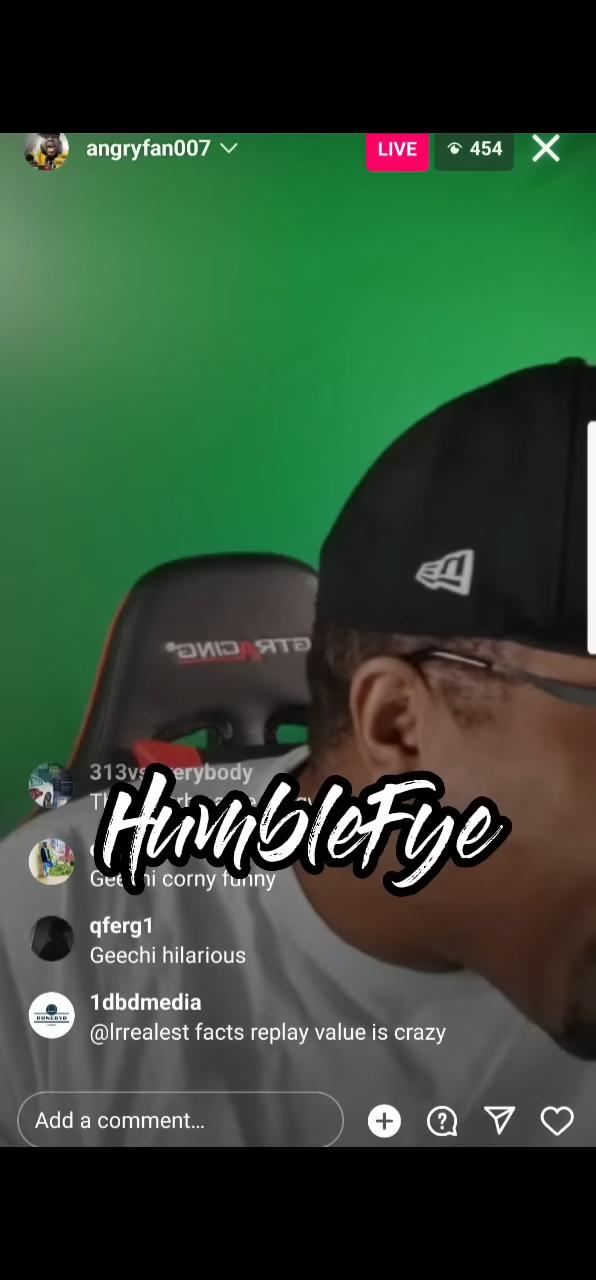 angryfan007
LIVE
454
GTRACING®
313vs
erybody
HumbleFye
Geechi corny funny
qferg1
Geechi hilarious
1dbdmedia
@lrrealest facts replay value is crazy
Add a comment...